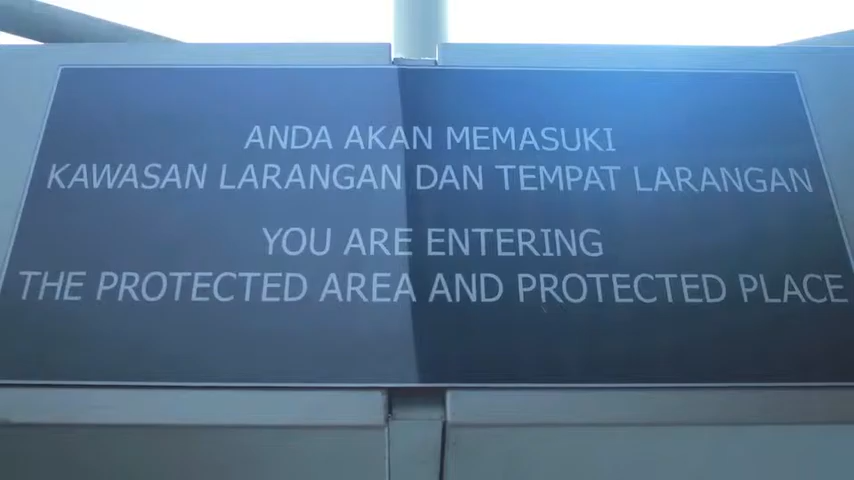 ANDA AKAN MEMASUKI
KAWASAN LARANGAN DAN TEMPAT LARANGAN
YOU ARE ENTERING
THE PROTECTED AREA AND PROTECTED PLACE